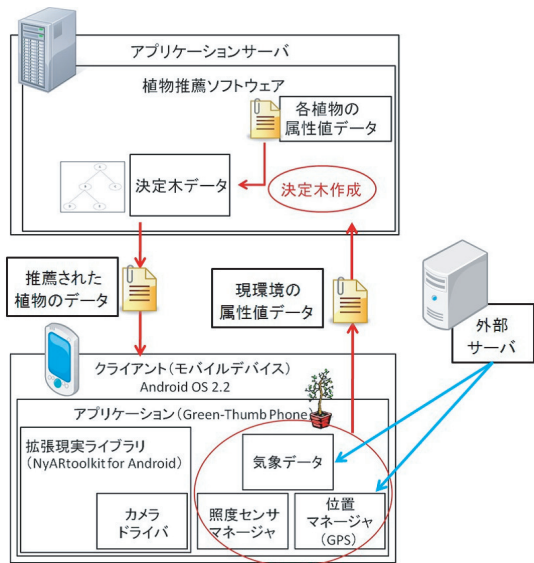 アプリケーションサーバ
植物推薦ソフトウェア
各植物の
属性値データ
決定木データ
決定木作成
推薦された
植物のデータ
現環境の
属性値データ
外部
サーバ
クライアント(モバイルデバイス)
Android OS 2.2
アプリケーション(Green-Thumb Phone)
拡張現実ライブラリ
(NyARtoolkit for Android)
気象データ
カメラ
ドライバ
照度センサ
マネージャ
位置
マネージャ
(GPS)